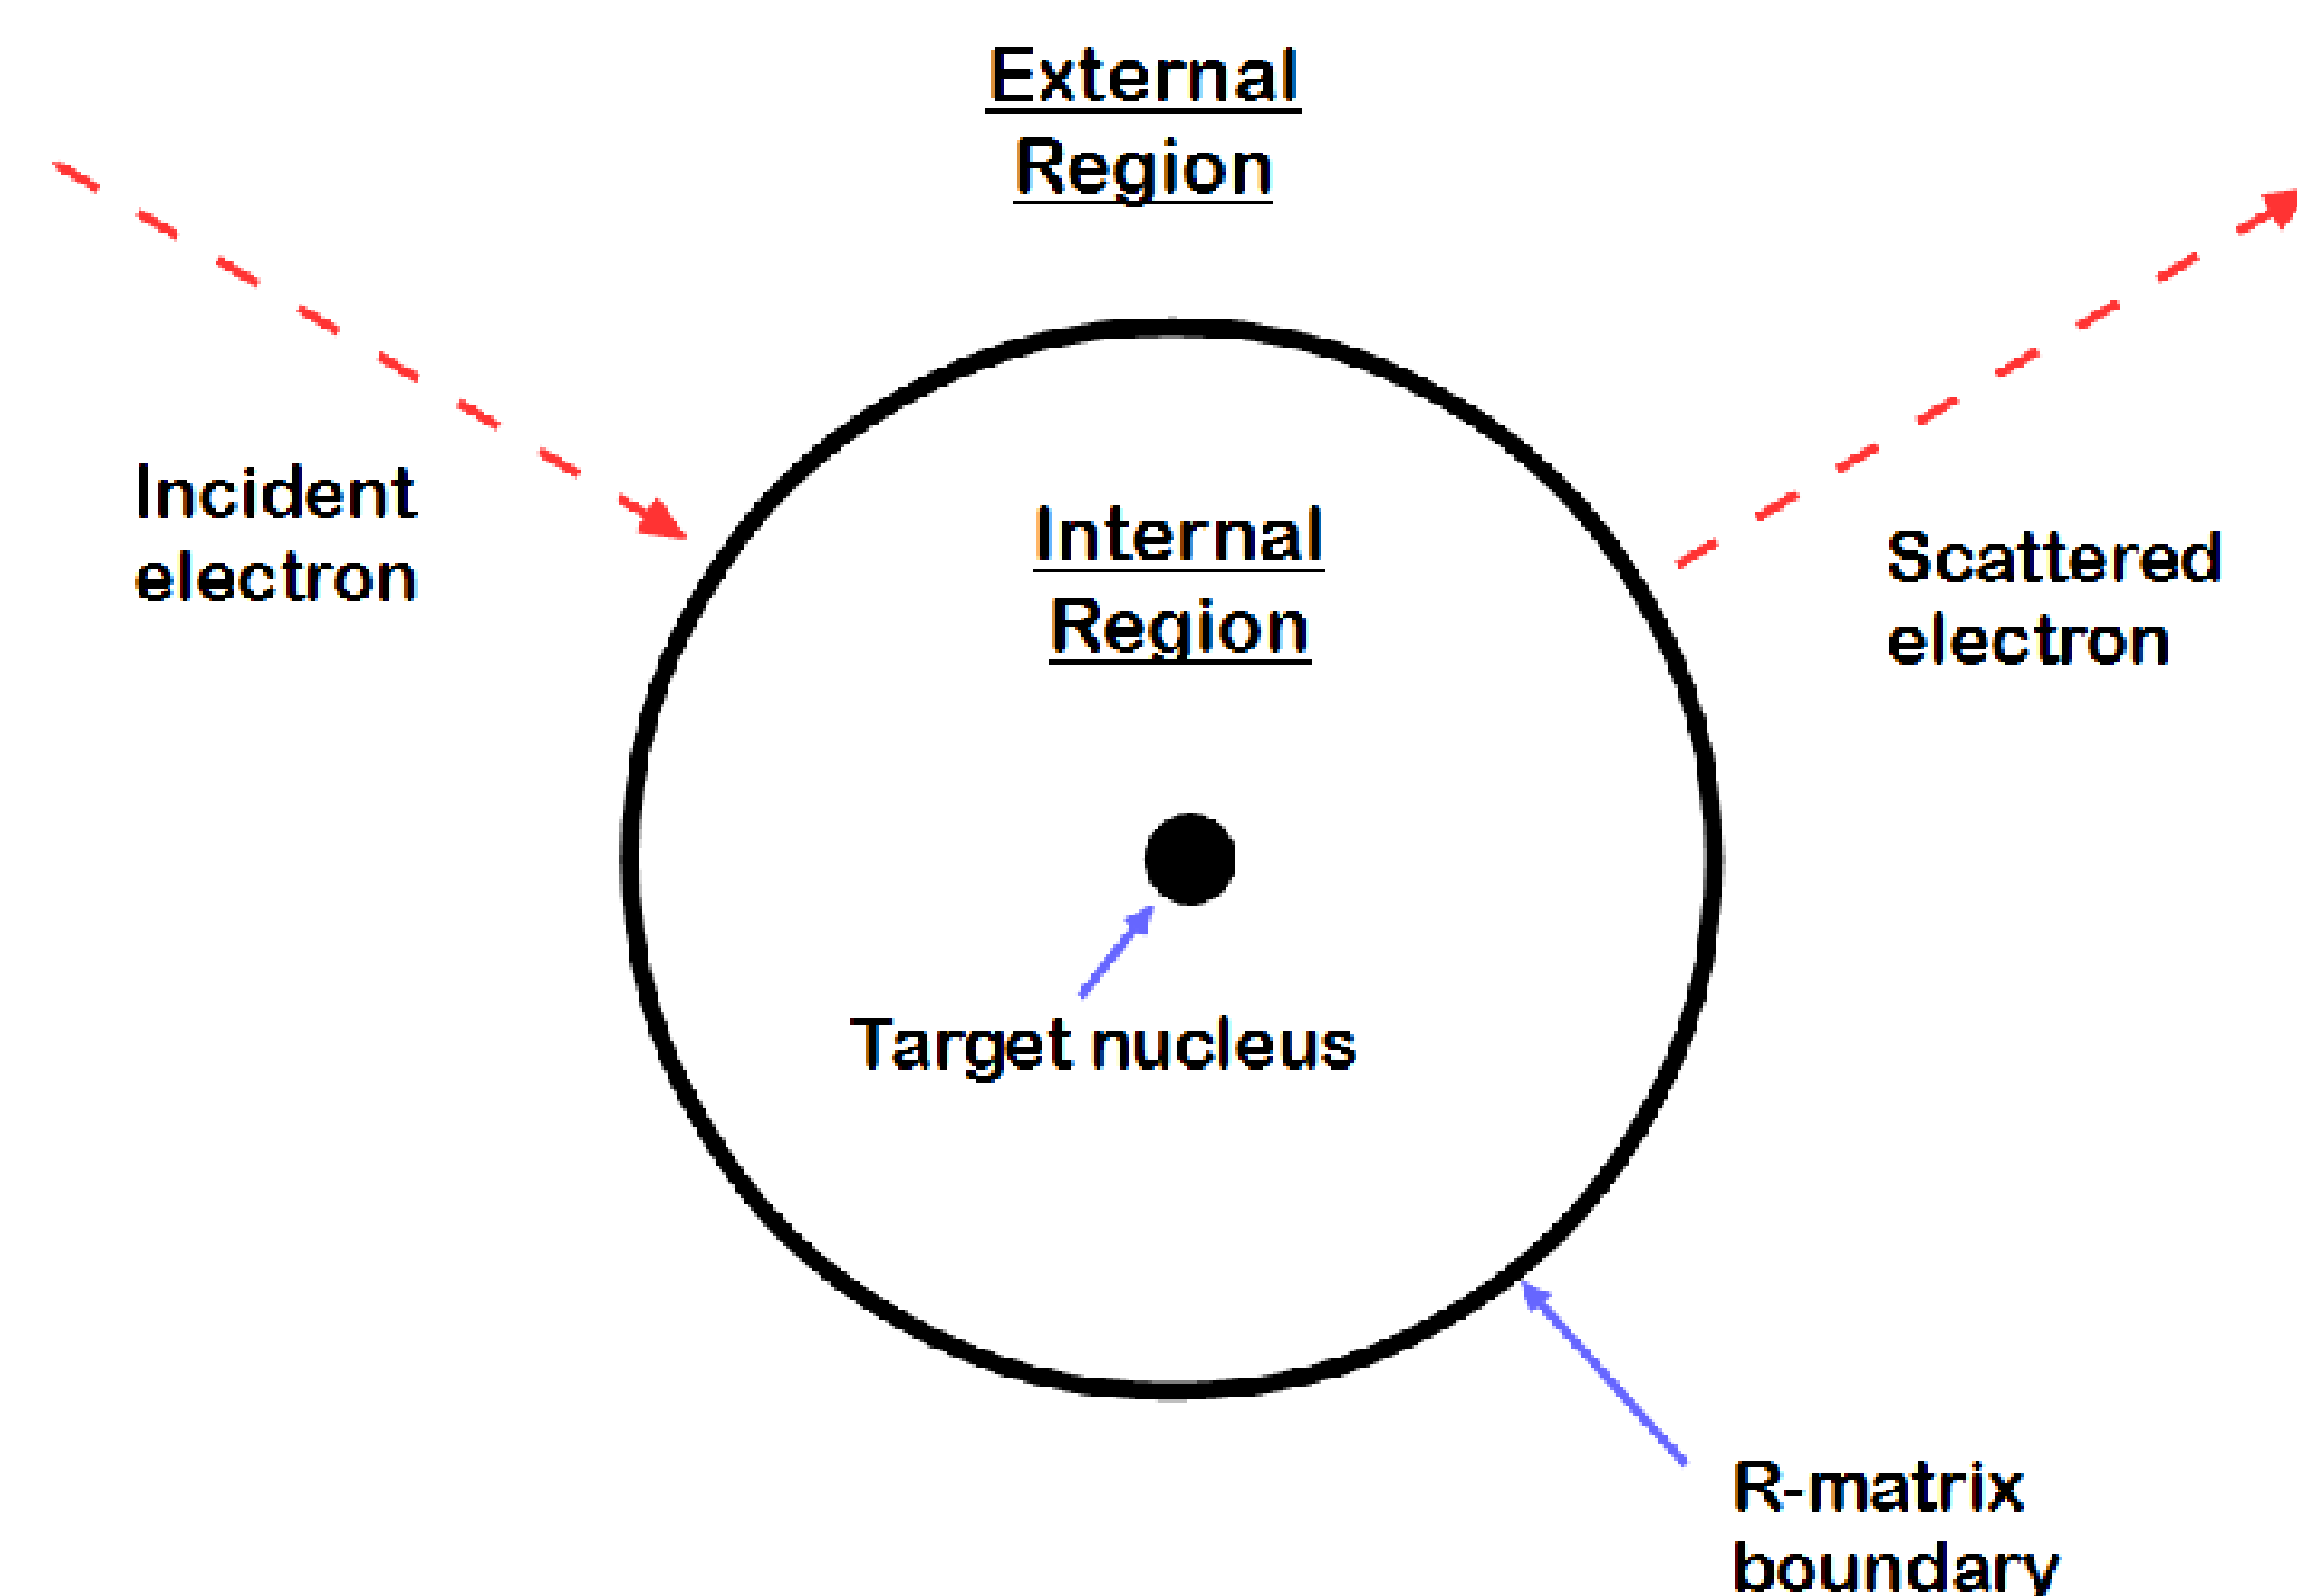 External
Region
Incident
electron
Internal
Region
Scattered
electron
Target nucleus
R-matrix
boundary